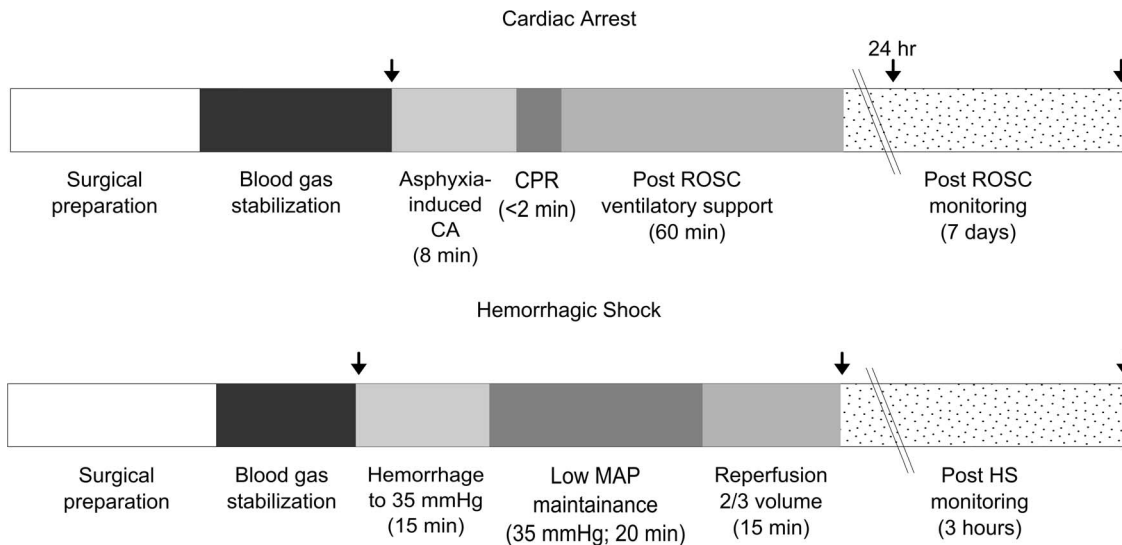 Cardiac Arrest
24 hr
Surgical
preparation
Blood gas
stabilization
Asphyxia-
induced
CA
(8 min)
CPR
(<2 min)
Post ROSC
ventilatory support
(60 min)
Post ROSC
monitoring
(7 days)
Hemorrhagic Shock
Surgical
preparation
Blood gas
stabilization
Hemorrhage
to 35 mmHg
(15 min)
Low MAP
maintainance
(35 mmHg; 20 min)
Reperfusion
2/3 volume
(15 min)
Post HS
monitoring
(3 hours)